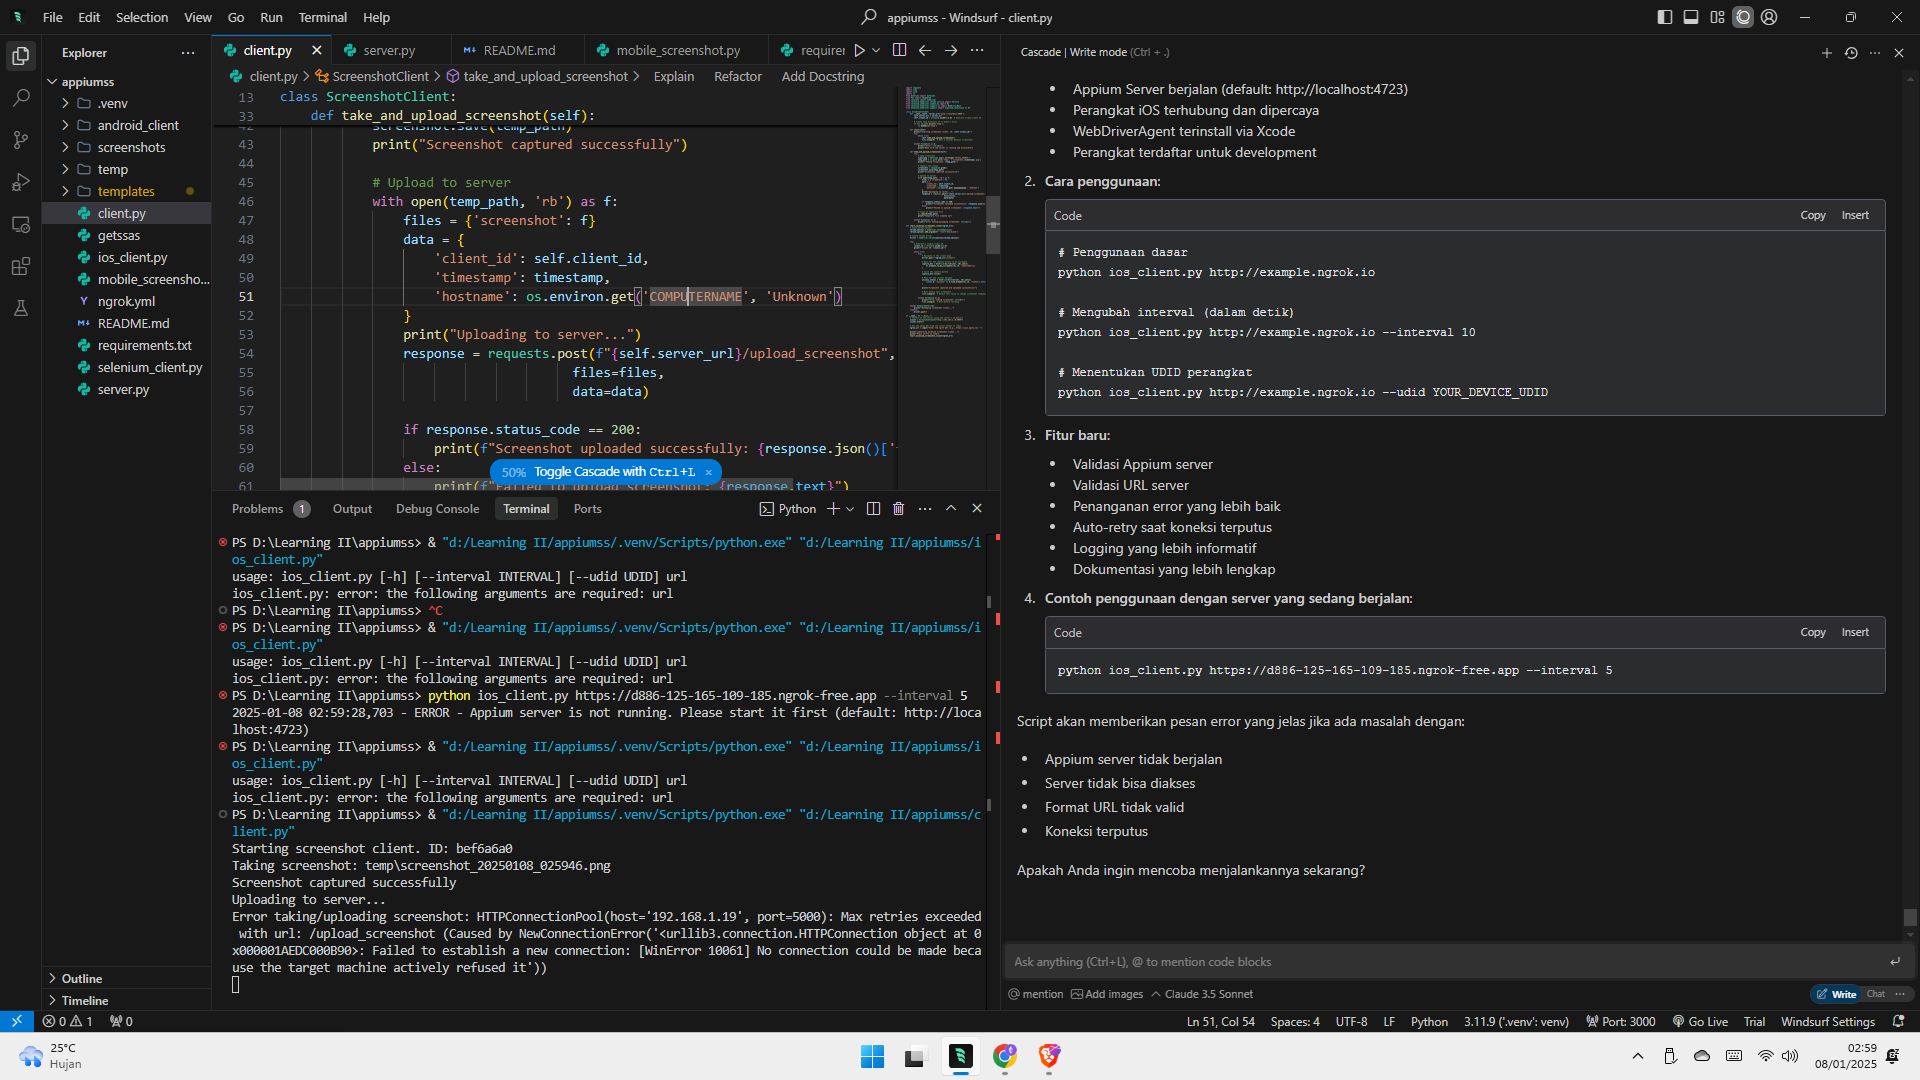 File Edit Selection View Go Run Terminal Help
appiumss - Windsurf - client.py
Explorer
appiumss
.venv
android_client
screenshots
temp
templates
client.py
getssas
ios_client.py
mobile_screensho...
ngrok.yml
README.md
requirements.txt
selenium_client.py
server.py
Outline
Timeline
client.py server.py README.md mobile_screenshot.py requirer
client.py > ScreenshotClient > take_and_upload_screenshot > Explain Refactor Add Docstring
13 class ScreenshotClient:
33 def take_and_upload_screenshot(self):
42 screenshot.save(temp_path)
43 print("Screenshot captured successfully")
44
45 # Upload to server
46 with open(temp_path, 'rb') as f:
47 files = {'screenshot': f}
48 data = {
49 'client_id': self.client_id,
50 'timestamp': timestamp,
51 'hostname': os.environ.get('COMPUTERNAME', 'Unknown')
52 }
53 print("Uploading to server...")
54 response = requests.post(f"{self.server_url}/upload_screenshot",
55 files=files,
56 data=data)
57
58 if response.status_code == 200:
59 print(f"Screenshot uploaded successfully: {response.json()['
60 else:
50% Toggle Cascade with Ctrl+L ×
61 print(f"Failed to upload screenshot: {response.text}")
Problems 1 Output Debug Console Terminal Ports Python
PS D:\Learning II\appiumss> & "d:/Learning II/appiumss/.venv/Scripts/python.exe" "d:/Learning II/appiumss/i
os_client.py"
usage: ios_client.py [-h] [--interval INTERVAL] [--udid UDID] url
ios_client.py: error: the following arguments are required: url
PS D:\Learning II\appiumss> ^C
PS D:\Learning II\appiumss> & "d:/Learning II/appiumss/.venv/Scripts/python.exe" "d:/Learning II/appiumss/i
os_client.py"
usage: ios_client.py [-h] [--interval INTERVAL] [--udid UDID] url
ios_client.py: error: the following arguments are required: url
PS D:\Learning II\appiumss> python ios_client.py https://d886-125-165-109-185.ngrok-free.app --interval 5
2025-01-08 02:59:28,703 - ERROR - Appium server is not running. Please start it first (default: http://loca
lhost:4723)
PS D:\Learning II\appiumss> & "d:/Learning II/appiumss/.venv/Scripts/python.exe" "d:/Learning II/appiumss/i
os_client.py"
usage: ios_client.py [-h] [--interval INTERVAL] [--udid UDID] url
ios_client.py: error: the following arguments are required: url
PS D:\Learning II\appiumss> & "d:/Learning II/appiumss/.venv/Scripts/python.exe" "d:/Learning II/appiumss/c
lient.py"
Starting screenshot client. ID: bef6a6a0
Taking screenshot: temp\screenshot_20250108_025946.png
Screenshot captured successfully
Uploading to server...
Error taking/uploading screenshot: HTTPConnectionPool(host='192.168.1.19', port=5000): Max retries exceeded
with url: /upload_screenshot (Caused by NewConnectionError('<urllib3.connection.HTTPConnection object at 0
x000001AEDC000B90>: Failed to establish a new connection: [WinError 10061] No connection could be made beca
use the target machine actively refused it'))
Cascade | Write mode (Ctrl + .)
• Appium Server berjalan (default: http://localhost:4723)
• Perangkat iOS terhubung dan dipercaya
• WebDriverAgent terinstall via Xcode
• Perangkat terdaftar untuk development
2. Cara penggunaan:
Code Copy Insert
# Penggunaan dasar
python ios_client.py http://example.ngrok.io
# Mengubah interval (dalam detik)
python ios_client.py http://example.ngrok.io --interval 10
# Menentukan UDID perangkat
python ios_client.py http://example.ngrok.io --udid YOUR_DEVICE_UDID
3. Fitur baru:
• Validasi Appium server
• Validasi URL server
• Penanganan error yang lebih baik
• Auto-retry saat koneksi terputus
• Logging yang lebih informatif
• Dokumentasi yang lebih lengkap
4. Contoh penggunaan dengan server yang sedang berjalan:
Code Copy Insert
python ios_client.py https://d886-125-165-109-185.ngrok-free.app --interval 5
Script akan memberikan pesan error yang jelas jika ada masalah dengan:
• Appium server tidak berjalan
• Server tidak bisa diakses
• Format URL tidak valid
• Koneksi terputus
Apakah Anda ingin mencoba menjalankannya sekarang?
Ask anything (Ctrl+L), @ to mention code blocks
@ mention Add images Claude 3.5 Sonnet Write Chat ...
0 1 0 Ln 51, Col 54 Spaces: 4 UTF-8 LF Python 3.11.9 ('.venv': venv) Port: 3000 Go Live Trial Windsurf Settings
25°C
Hujan
02:59
08/01/2025